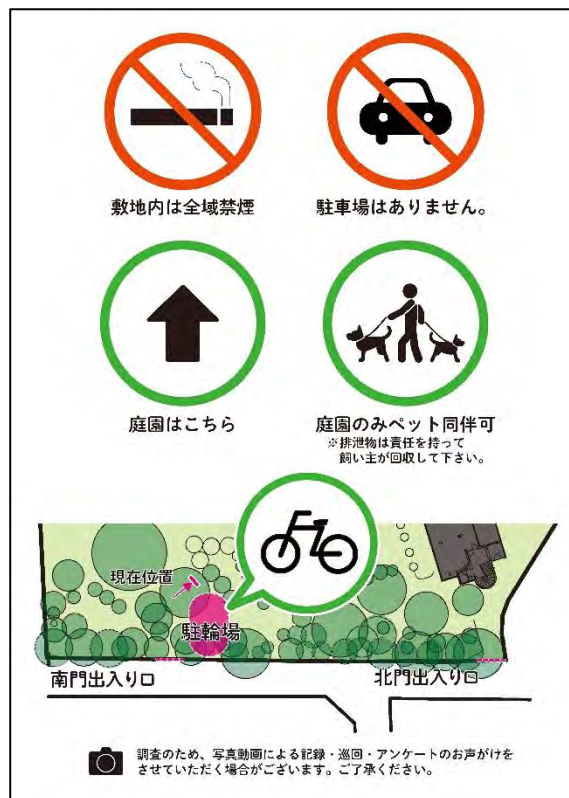 敷地内は全域禁煙
駐車場はありません。
庭園はこちら
庭園のみペット同伴可
※排泄物は責任を持って
飼い主が回収して下さい。
現在位置
駐輪場
南門出入り口
北門出入り口
調査のため、写真動画による記録・巡回・アンケートのお声がけを
させていただく場合がございます。ご了承ください。